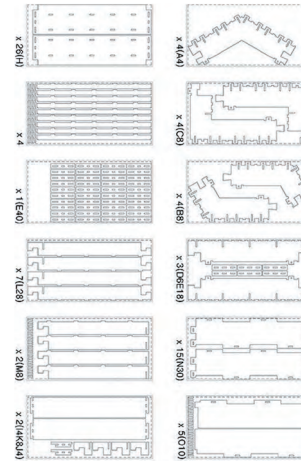 x 26(H)
x 4(A4)
x 4
x 4(C8)
x 1(E40)
x 4(B8)
x 7(L28)
x 3(D6E18)
x 2(M8)
x 15(N30)
x 2(I4K8J4)
x 5(O10)